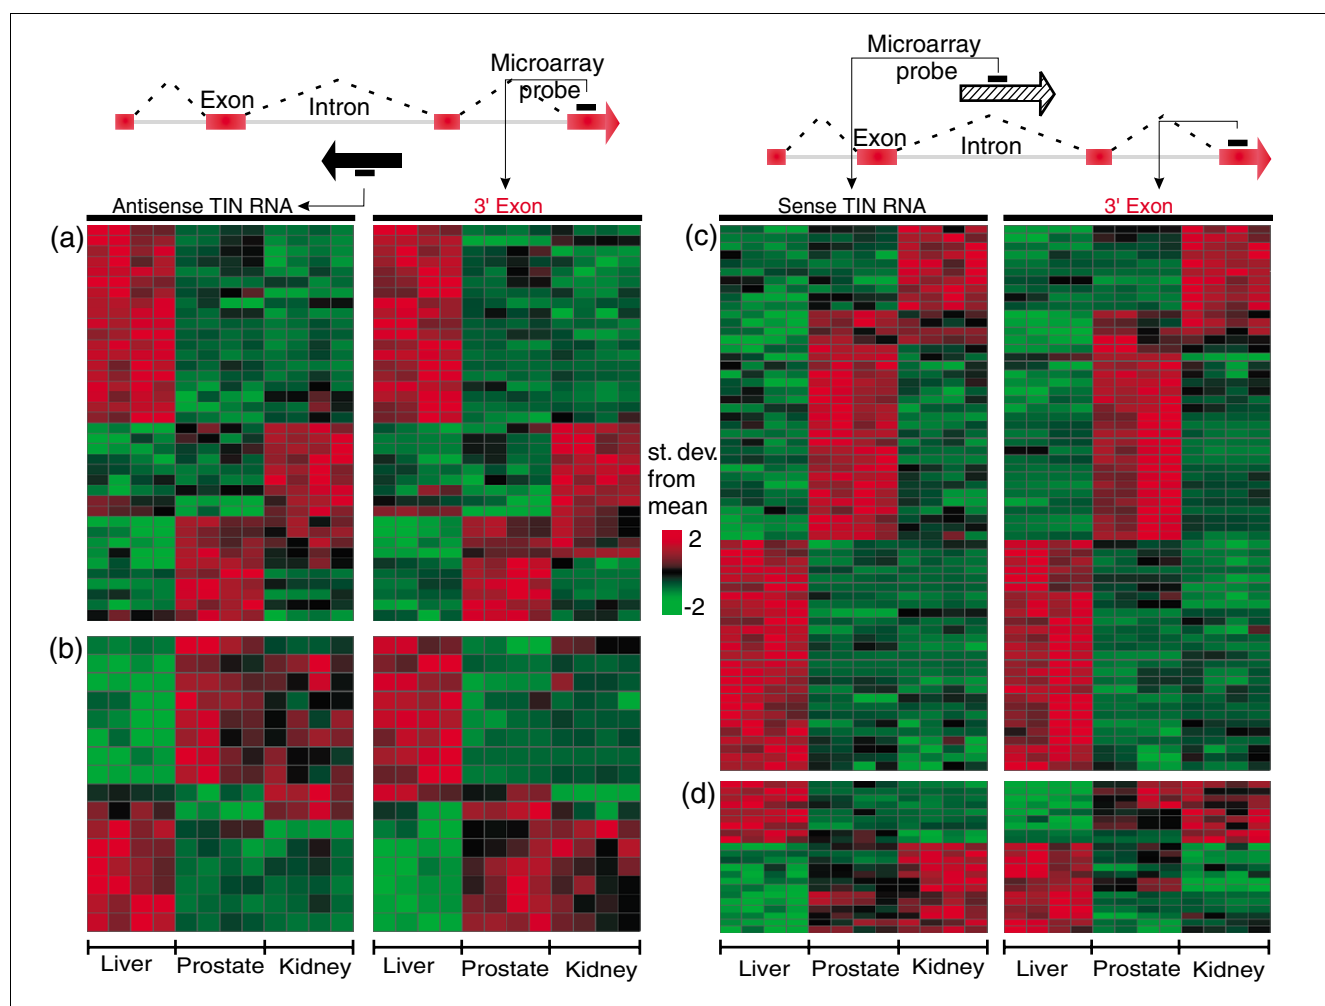 Microarray
probe
Exon
Intron
Antisense TIN RNA
3' Exon
Microarray
probe
Exon
Intron
Sense TIN RNA
3' Exon
(a)
(b)
st. dev.
from
mean
2
-2
(c)
(d)
Liver
Prostate
Kidney
Liver
Prostate
Kidney
Liver
Prostate
Kidney
Liver
Prostate
Kidney